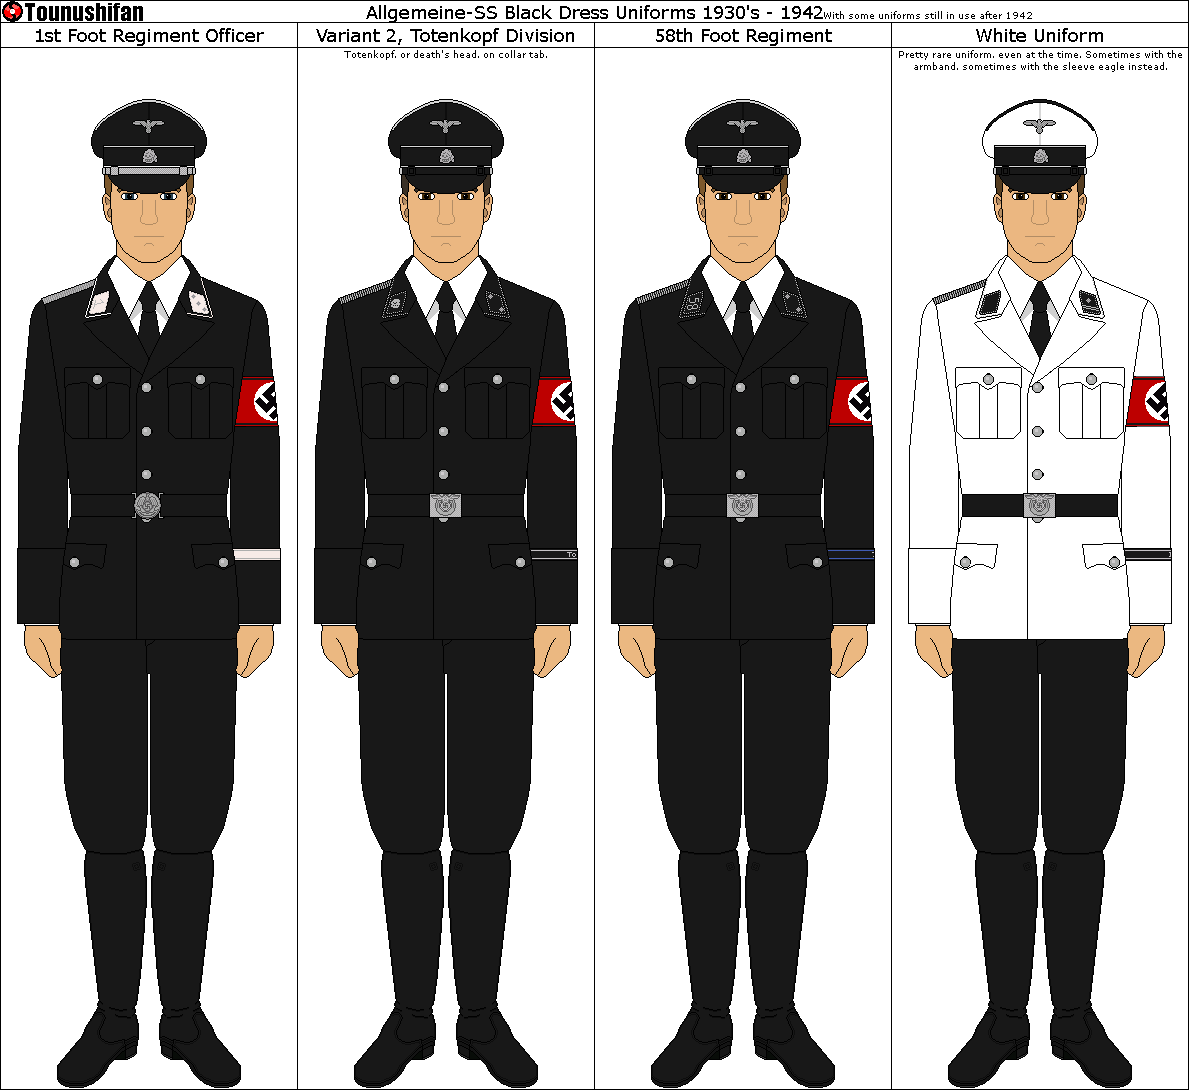 Tounushifan
Allgemeine-SS Black Dress Uniforms 1930's - 1942 With some uniforms still in use after 1942
1st Foot Regiment Officer
Variant 2, Totenkopf Division
Totenkopf. or death's head. on collar tab.
58th Foot Regiment
White Uniform
Pretty rare uniform. even at the time. Sometimes with the
armband. sometimes with the sleeve eagle instead.
58
To